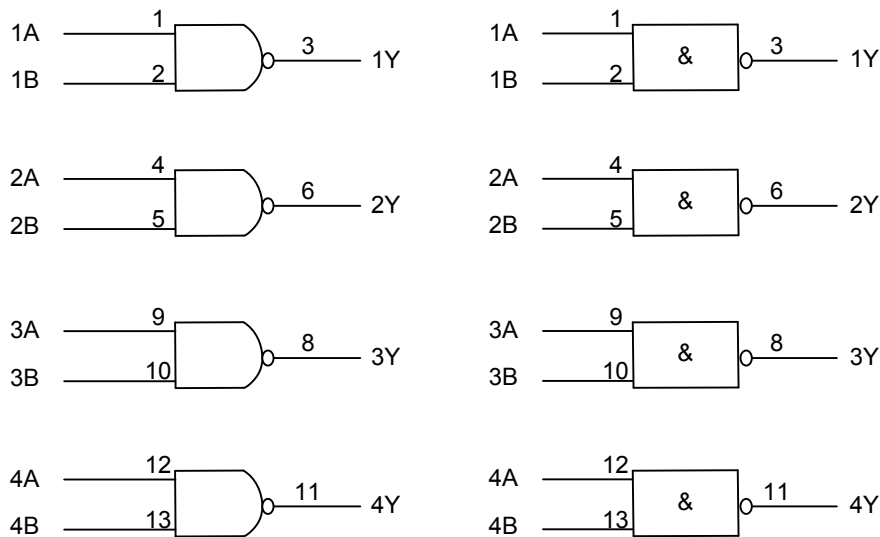 1A 1 3 1Y
1B 2
2A 4 6 2Y
2B 5
3A 9 8 3Y
3B 10
4A 12 11 4Y
4B 13
1A 1 & 3 1Y
1B 2
2A 4 & 6 2Y
2B 5
3A 9 & 8 3Y
3B 10
4A 12 & 11 4Y
4B 13